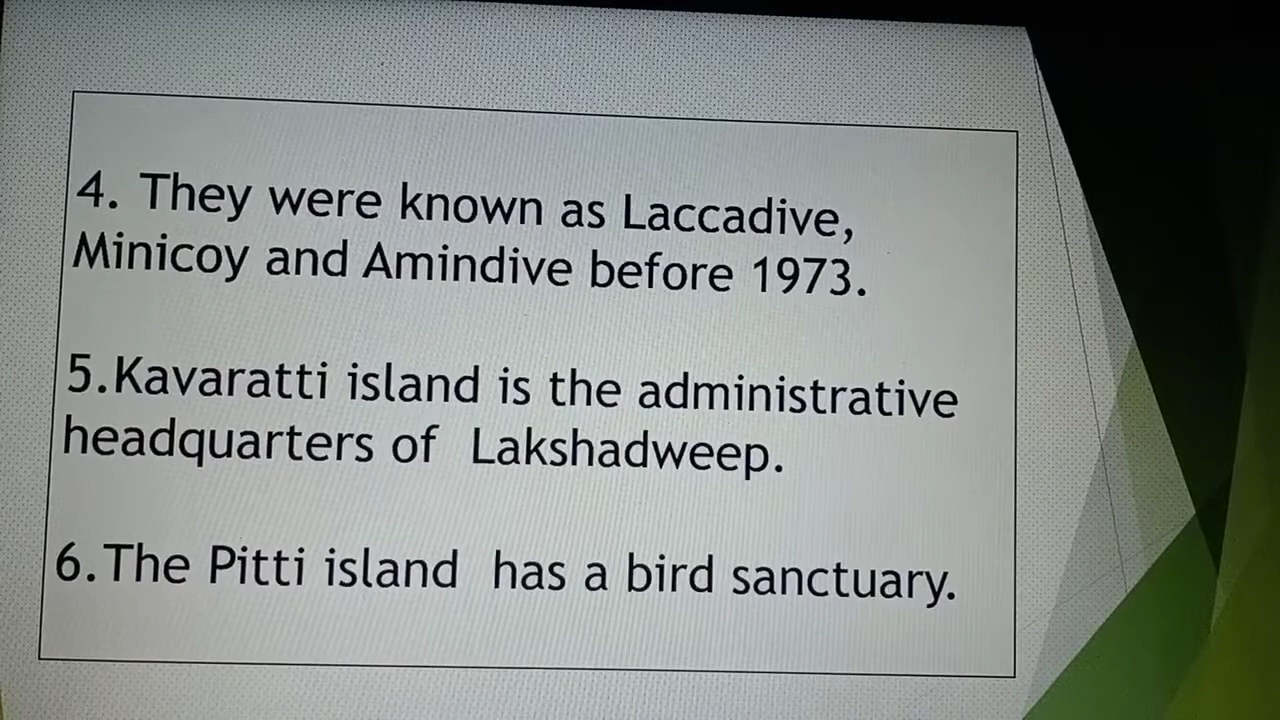 4. They were known as Laccadive,
Minicoy and Amindive before 1973.
5.Kavaratti island is the administrative
headquarters of Lakshadweep.
6.The Pitti island has a bird sanctuary.